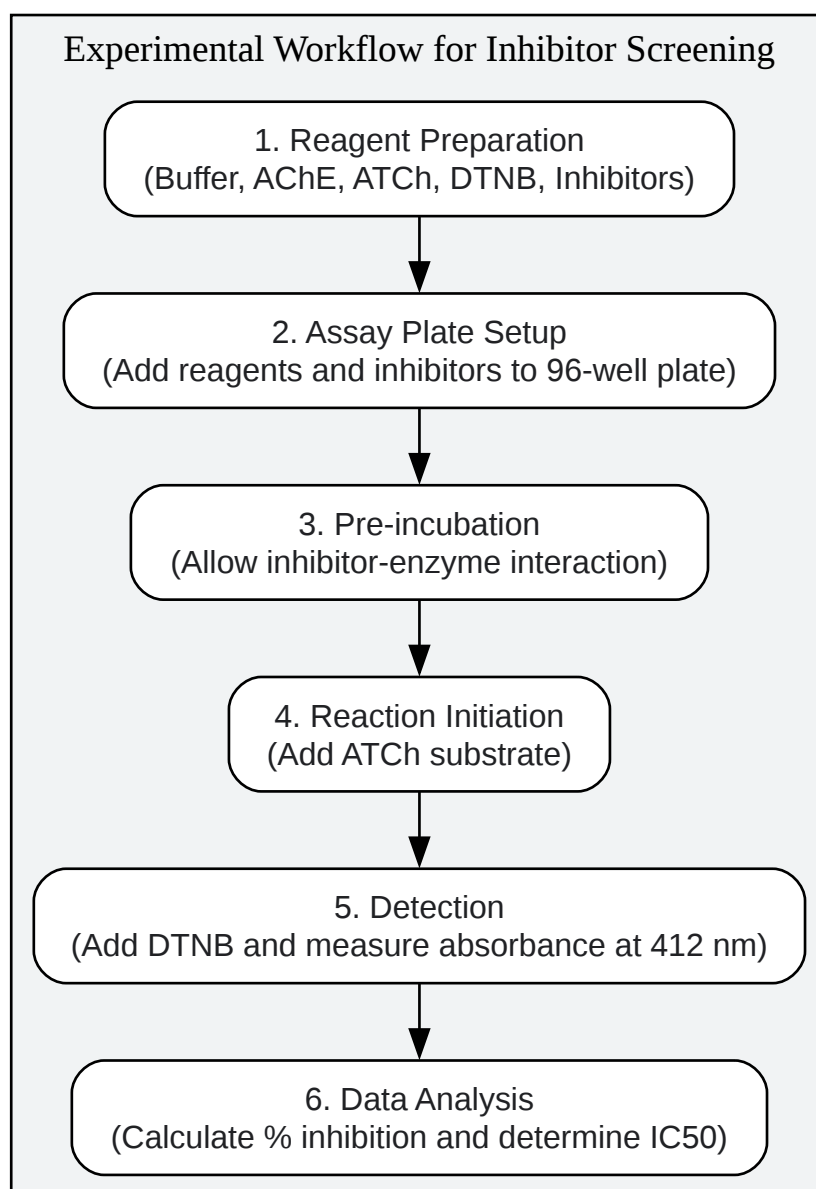 Experimental Workflow for Inhibitor Screening
1. Reagent Preparation
(Buffer, AChE, ATCh, DTNB, Inhibitors)
2. Assay Plate Setup
(Add reagents and inhibitors to 96-well plate)
3. Pre-incubation
(Allow inhibitor-enzyme interaction)
4. Reaction Initiation
(Add ATCh substrate)
5. Detection
(Add DTNB and measure absorbance at 412 nm)
6. Data Analysis
(Calculate % inhibition and determine IC50)